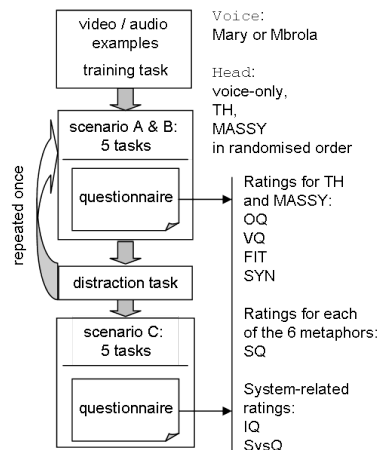 video / audio
examples
training task
scenario A & B:
5 tasks
questionnaire
repeated once
distraction task
scenario C:
5 tasks
questionnaire
Voice:
Mary or Mbrola
Head:
voice-only,
TH,
MASSY
in randomised order
Ratings for TH
and MASSY:
OQ
VQ
FIT
SYN
Ratings for each
of the 6 metaphors:
SQ
System-related
ratings:
IQ
SysQ